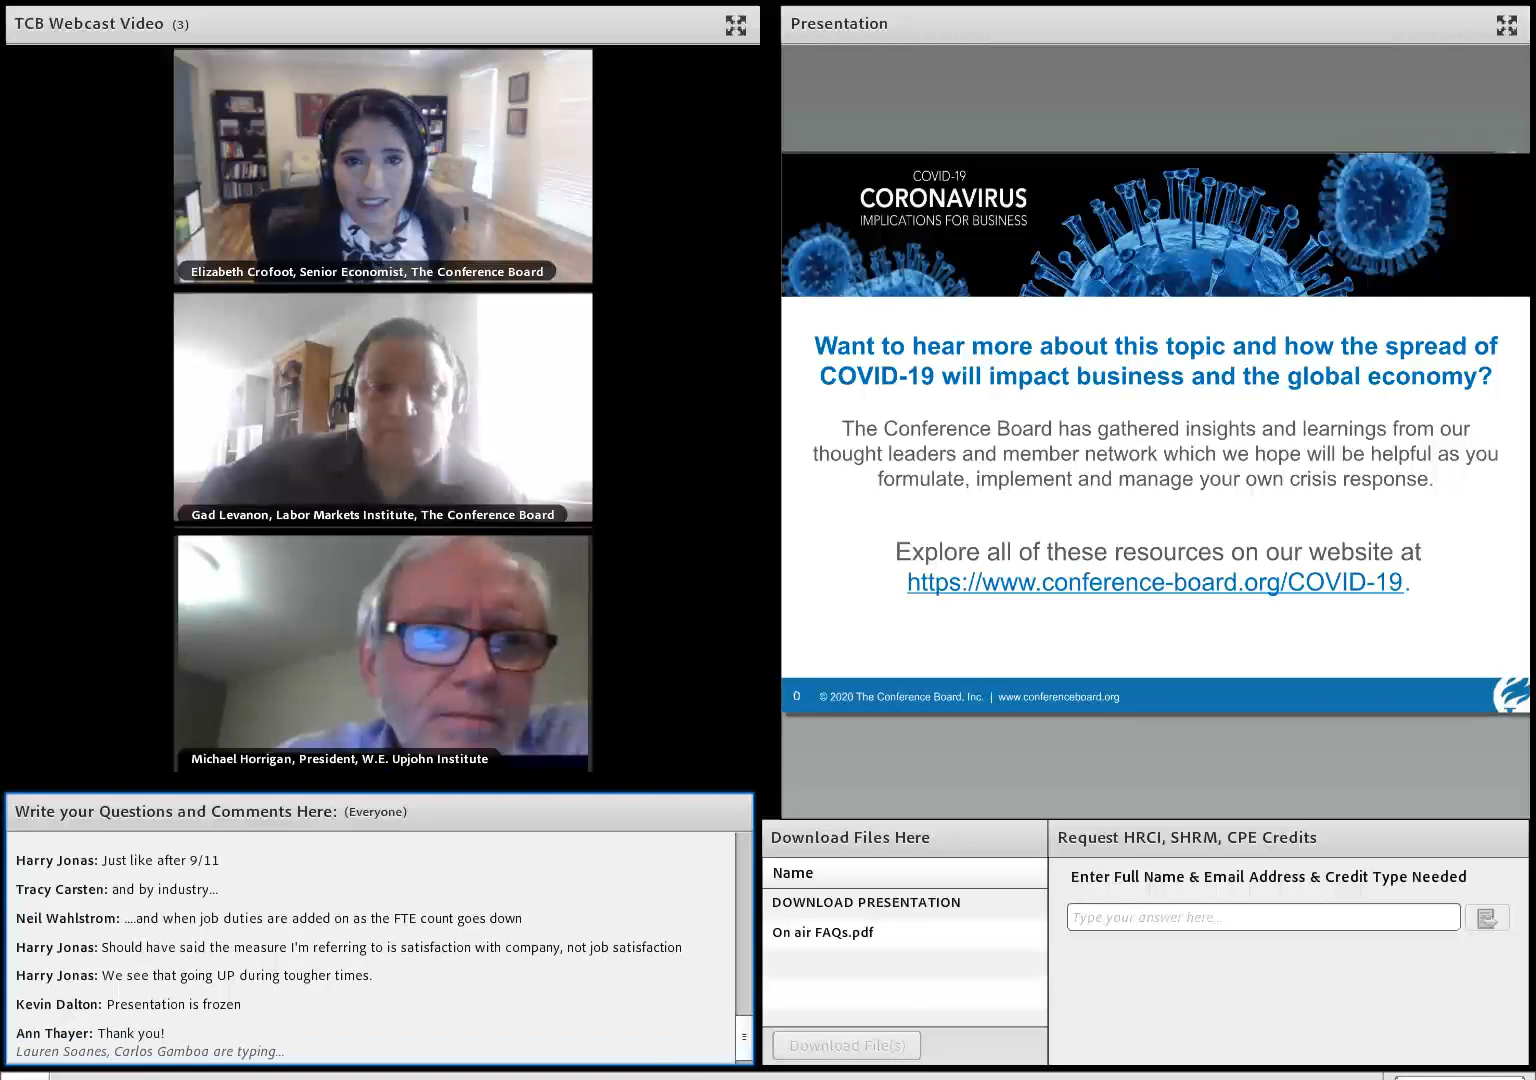 TCB Webcast Video (3)
Elizabeth Crofoot, Senior Economist, The Conference Board
Gad Levanon, Labor Markets Institute, The Conference Board
Michael Horrigan, President, W.E. Upjohn Institute
Presentation
COVID-19
CORONAVIRUS
IMPLICATIONS FOR BUSINESS
Want to hear more about this topic and how the spread of
COVID-19 will impact business and the global economy?
The Conference Board has gathered insights and learnings from our
thought leaders and member network which we hope will be helpful as you
formulate, implement and manage your own crisis response.
Explore all of these resources on our website at
https://www.conference-board.org/COVID-19.
0 © 2020 The Conference Board, Inc. | www.conferenceboard.org
Write your Questions and Comments Here: (Everyone)
Harry Jonas: Just like after 9/11
Tracy Carsten: and by industry...
Neil Wahlstrom: ....and when job duties are added on as the FTE count goes down
Harry Jonas: Should have said the measure I'm referring to is satisfaction with company, not job satisfaction
Harry Jonas: We see that going UP during tougher times.
Kevin Dalton: Presentation is frozen
Ann Thayer: Thank you!
Lauren Soanes, Carlos Gamboa are typing...
Download Files Here
Name
DOWNLOAD PRESENTATION
On air FAQs.pdf
Download File(s)
Request HRCI, SHRM, CPE Credits
Enter Full Name & Email Address & Credit Type Needed
Type your answer here...